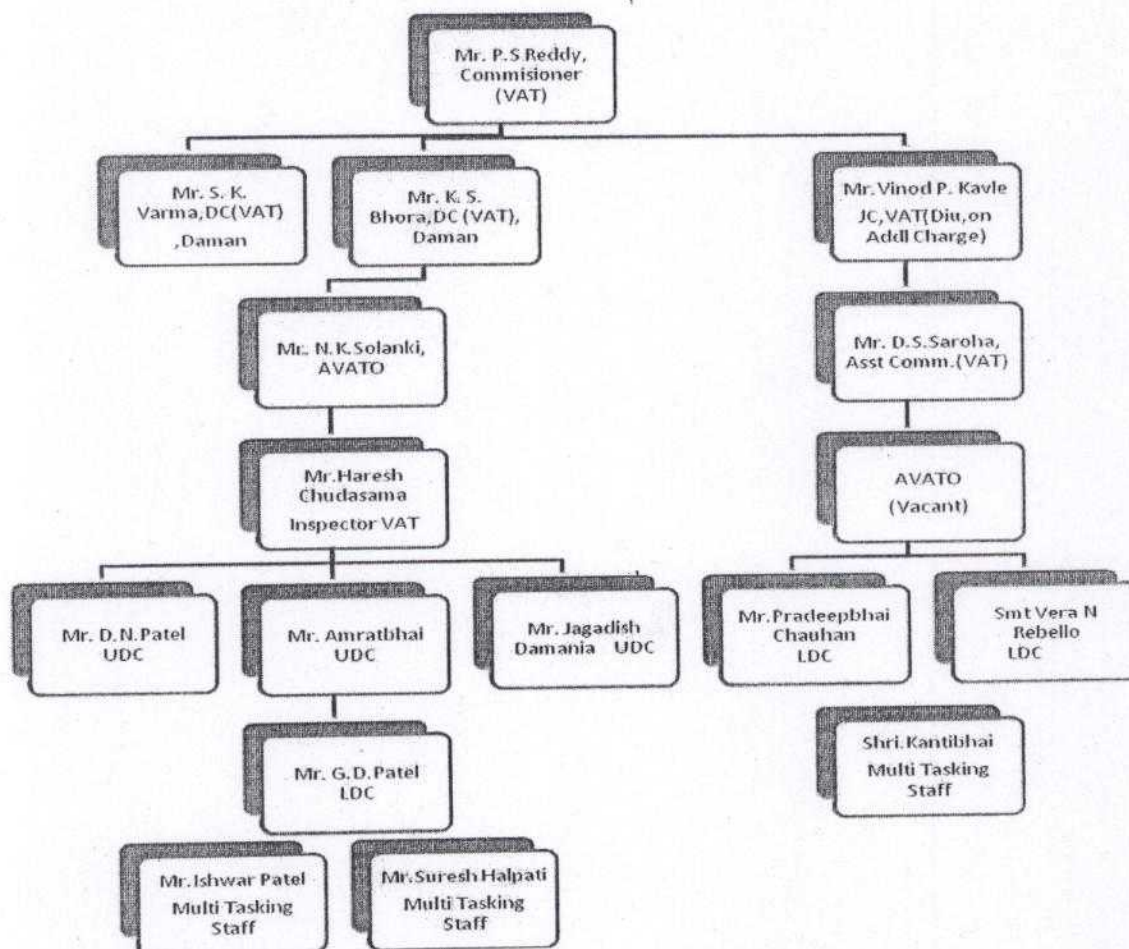 Mr. P.S Reddy,
Commisioner
(VAT)
Mr. S. K.
Varma,DC(VAT)
,Daman
Mr. K. S.
Bhora,DC (VAT),
Daman
Mr.Vinod P. Kavle
JC,VAT(Diu,on
Addl Charge)
Mr. N.K.Solanki,
AVATO
Mr. D.S.Saroha,
Asst Comm.(VAT)
Mr.Haresh
Chudasama
Inspector VAT
AVATO
(Vacant)
Mr. D.N.Patel
UDC
Mr. Amratbhai
UDC
Mr. Jagadish
Damania UDC
Mr.Pradeepbhai
Chauhan
LDC
Smt Vera N
Rebello
LDC
Mr. G.D.Patel
LDC
Shri.Kantibhai
Multi Tasking
Staff
Mr.Ishwar Patel
Multi Tasking
Staff
Mr.Suresh Halpati
Multi Tasking
Staff